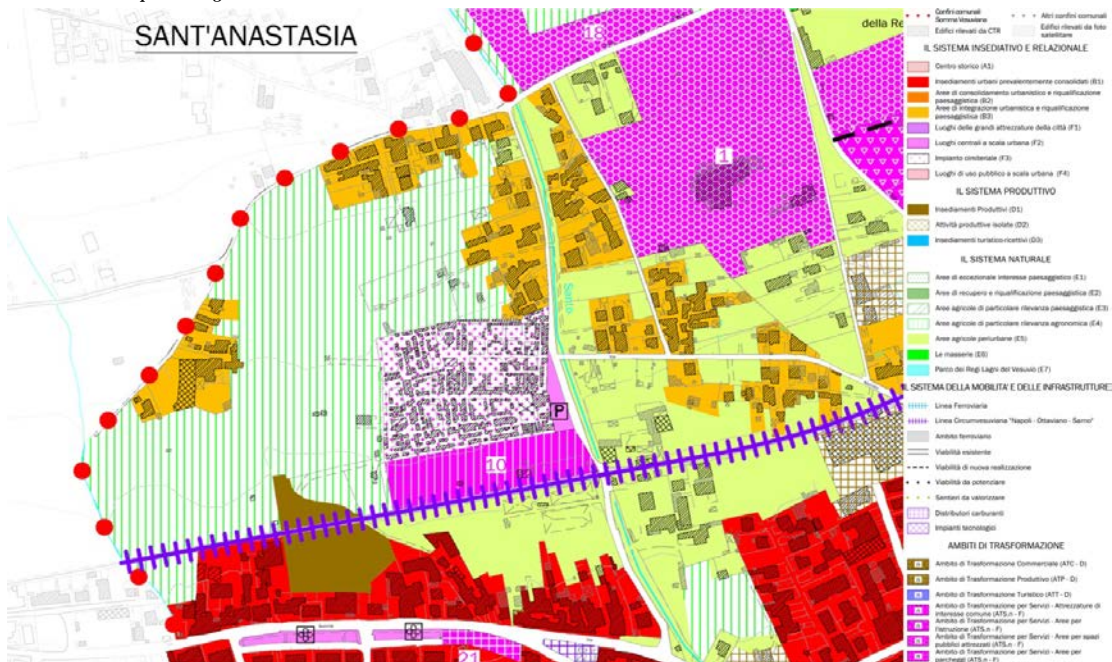 SANT'ANASTASIA
18
della Re
1
Santo
P
10
21
Confini comunali
Somma Vesuviana
Altri confini comunali
Edifici rilevati da CTR
Edifici rilevati da foto
satellitare
IL SISTEMA INSEDIATIVO E RELAZIONALE
Centro storico (A1)
Insediamenti urbani prevalentemente consolidati (B1)
Aree di consolidamento urbanistico e riqualificazione
paesaggistica (B2)
Aree di integrazione urbanistica e riqualificazione
paesaggistica (B3)
Luoghi delle grandi attrezzature della città (F1)
Luoghi centrali a scala urbana (F2)
Impianto cimiteriale (F3)
Luoghi di uso pubblico a scala urbana (F4)
IL SISTEMA PRODUTTIVO
Insediamenti Produttivi (D1)
Attività produttive isolate (D2)
Insediamenti turistico-ricettivi (D3)
IL SISTEMA NATURALE
Aree di eccezionale interesse paesaggistico (E1)
Aree di recupero e riqualificazione paesaggistica (E2)
Aree agricole di particolare rilevanza paesaggistica (E3)
Aree agricole di particolare rilevanza agronomica (E4)
Aree agricole periurbane (E5)
Le masserie (E6)
Parco dei Regi Lagni del Vesuvio (E7)
IL SISTEMA DELLA MOBILITA' E DELLE INFRASTRUTTURE
Linea Ferroviaria
Linea Circumvesuviana "Napoli - Ottaviano - Sarno"
Ambito ferroviario
Viabilità esistente
Viabilità di nuova realizzazione
Viabilità da potenziare
Sentieri da valorizzare
Distributori carburanti
Impianti tecnologici
AMBITI DI TRASFORMAZIONE
Ambito di Trasformazione Commerciale (ATC - D)
Ambito di Trasformazione Produttivo (ATP - D)
Ambito di Trasformazione Turistico (ATT - D)
Ambito di Trasformazione per Servizi - Attrezzature di
interesse comune (ATS.n - F)
Ambito di Trasformazione per Servizi - Aree per
l'istruzione (ATS.n - F)
Ambito di Trasformazione per Servizi - Aree per spazi
pubblici attrezzati (ATS.n - F)
Ambito di Trasformazione per Servizi - Aree per
parcheggi (ATS.n - F)